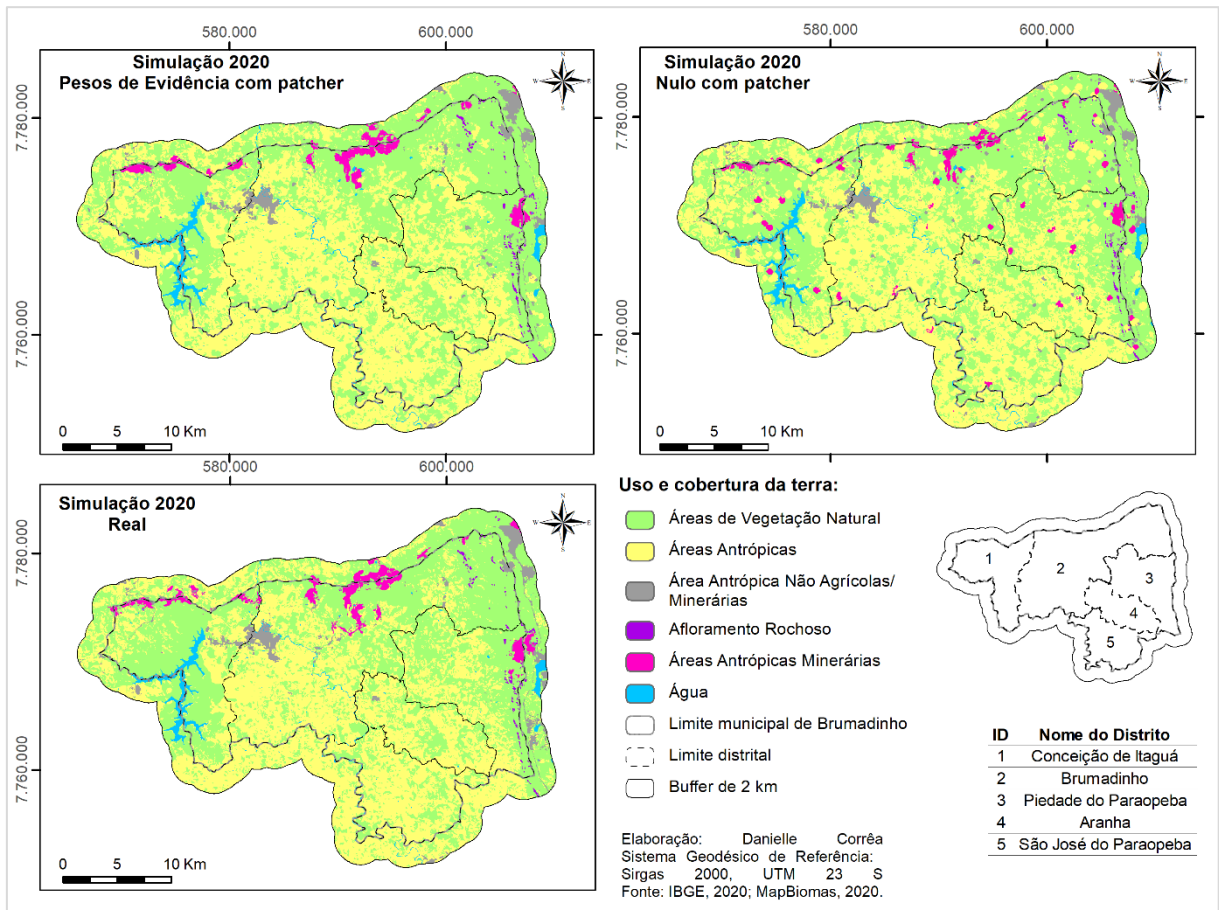 580.000
600.000
580.000
600.000
Simulação 2020
Pesos de Evidência com patcher
N
E
S
W
7.780.000
7.760.000
0 5 10 Km
580.000
600.000
Simulação 2020
Nulo com patcher
N
E
S
W
7.780.000
7.760.000
0 5 10 Km
580.000
600.000
Simulação 2020
Real
N
E
S
W
7.780.000
7.760.000
0 5 10 Km
Uso e cobertura da terra:
Áreas de Vegetação Natural
Áreas Antrópicas
Área Antrópica Não Agrícolas/
Minerárias
Afloramento Rochoso
Áreas Antrópicas Minerárias
Água
Limite municipal de Brumadinho
Limite distrital
Buffer de 2 km
1
2
3
4
5
ID Nome do Distrito
1 Conceição de Itaguá
2 Brumadinho
3 Piedade do Paraopeba
4 Aranha
5 São José do Paraopeba
Elaboração: Danielle Corrêa
Sistema Geodésico de Referência:
Sirgas 2000, UTM 23 S
Fonte: IBGE, 2020; MapBiomas, 2020.